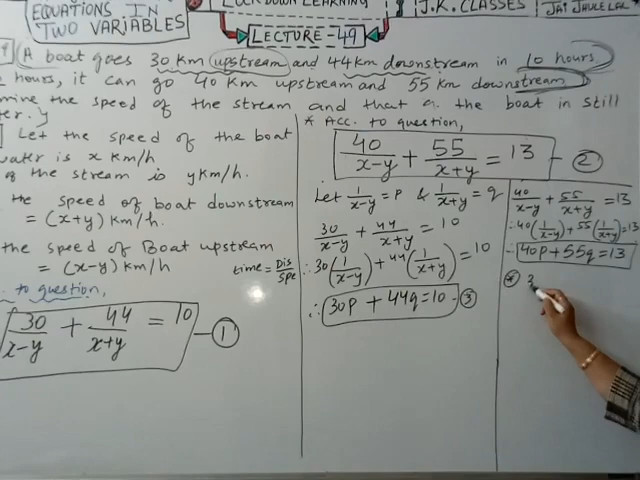 EQUATIONS IN
TWO VARIABLES
LOCKDOWN LEARNING
LECTURE-49
J.K. CLASSES
JAI JHULELAL
A boat goes 30 Km upstream and 44 Km downstream in 10 hours
hours, it can go 40 Km upstream and 55 Km downstream
the speed of the stream and that of the boat in still
Let the speed of the boat
water is x Km/h
of the stream is y Km/h.
speed of boat downstream
= (x+y) Km/h.
the speed of Boat upstream
= (x-y) Km/h
time = Dis/Spe
to question,
30/(x-y) + 44/(x+y) = 10 - ①
* Acc. to question,
40/(x-y) + 55/(x+y) = 13 - ②
Let 1/(x-y) = p & 1/(x+y) = q
30/(x-y) + 44/(x+y) = 10
∴ 30(1/(x-y)) + 44(1/(x+y)) = 10
∴ 30p + 44q = 10 - ③
40/(x-y) + 55/(x+y) = 13
∴ 40(1/(x-y)) + 55(1/(x+y)) = 13
∴ 40p + 55q = 13
* 3